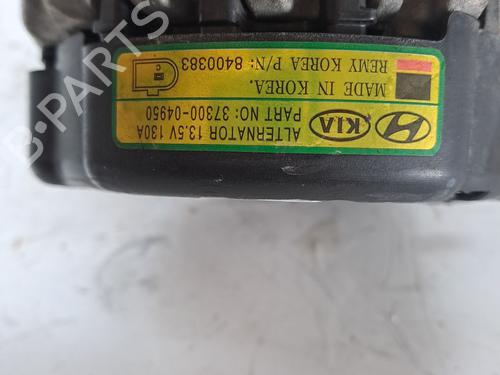 ALTERNATOR 13.5V 130A
PART NO: 37300-04950
KIA
MADE IN KOREA.
REMY KOREA P/N: 8400383
B-PARTS